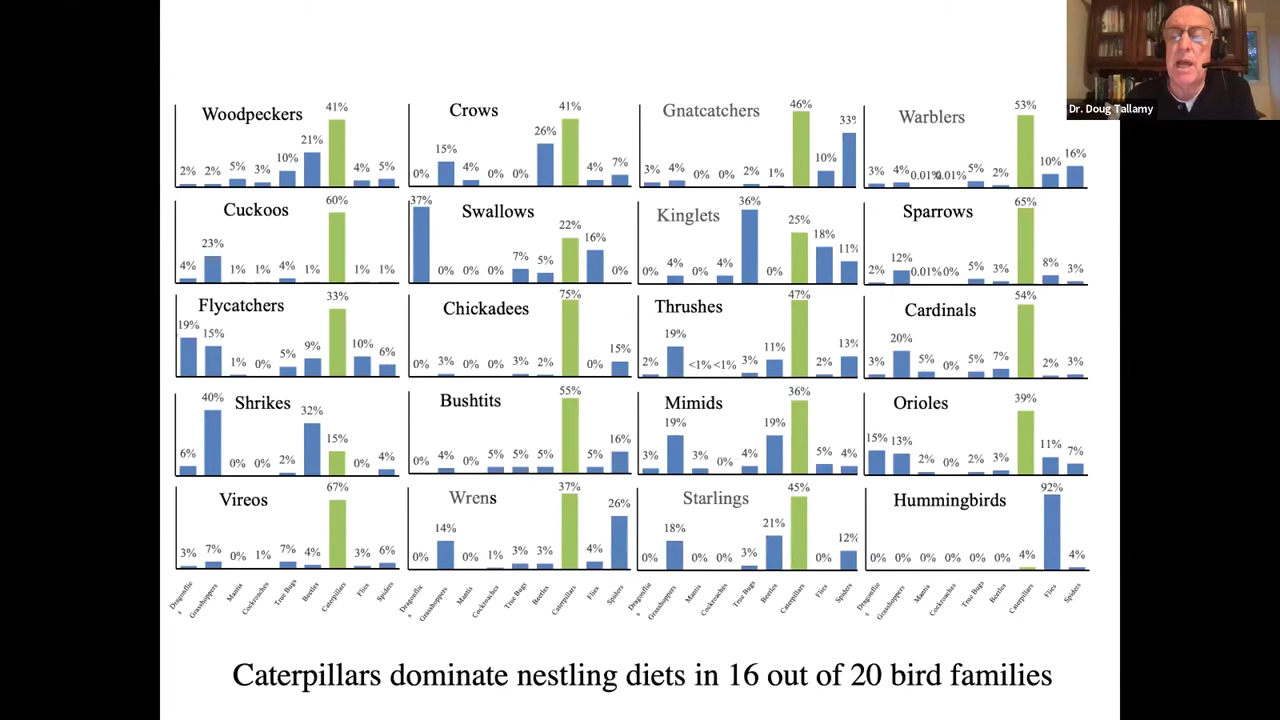 Dr. Doug Tallamy
Woodpeckers
2% 2% 5% 3% 10% 21% 41% 4% 5%
Crows
0% 15% 4% 0% 0% 26% 41% 4% 7%
Gnatcatchers
3% 4% 0% 0% 2% 1% 46% 10% 33%
Warblers
3% 4% 0.01% 0.01% 5% 2% 53% 10% 16%
Cuckoos
4% 23% 1% 1% 4% 1% 60% 1% 1%
Swallows
37% 0% 0% 0% 7% 5% 22% 16% 0%
Kinglets
0% 4% 0% 4% 36% 0% 25% 18% 11%
Sparrows
2% 12% 0.01% 0% 5% 3% 65% 8% 3%
Flycatchers
19% 15% 1% 0% 5% 9% 33% 10% 6%
Chickadees
0% 3% 0% 0% 3% 2% 75% 0% 15%
Thrushes
2% 19% <1% <1% 3% 11% 47% 2% 13%
Cardinals
3% 20% 5% 0% 5% 7% 54% 2% 3%
Shrikes
6% 40% 0% 0% 2% 32% 15% 0% 4%
Bushtits
0% 4% 0% 5% 5% 5% 55% 5% 16%
Mimids
3% 19% 3% 0% 4% 19% 36% 5% 4%
Orioles
15% 13% 2% 0% 2% 3% 39% 11% 7%
Vireos
3% 7% 0% 1% 7% 4% 67% 3% 6%
Wrens
0% 14% 0% 1% 3% 3% 37% 4% 26%
Starlings
0% 18% 0% 0% 3% 21% 45% 0% 12%
Hummingbirds
0% 0% 0% 0% 0% 0% 4% 92% 4%
Dragonflies Grasshoppers Mantis Cockroaches True Bugs Beetles Caterpillars Flies Spiders
Dragonflies Grasshoppers Mantis Cockroaches True Bugs Beetles Caterpillars Flies Spiders
Dragonflies Grasshoppers Mantis Cockroaches True Bugs Beetles Caterpillars Flies Spiders
Dragonflies Grasshoppers Mantis Cockroaches True Bugs Beetles Caterpillars Flies Spiders
Caterpillars dominate nestling diets in 16 out of 20 bird families